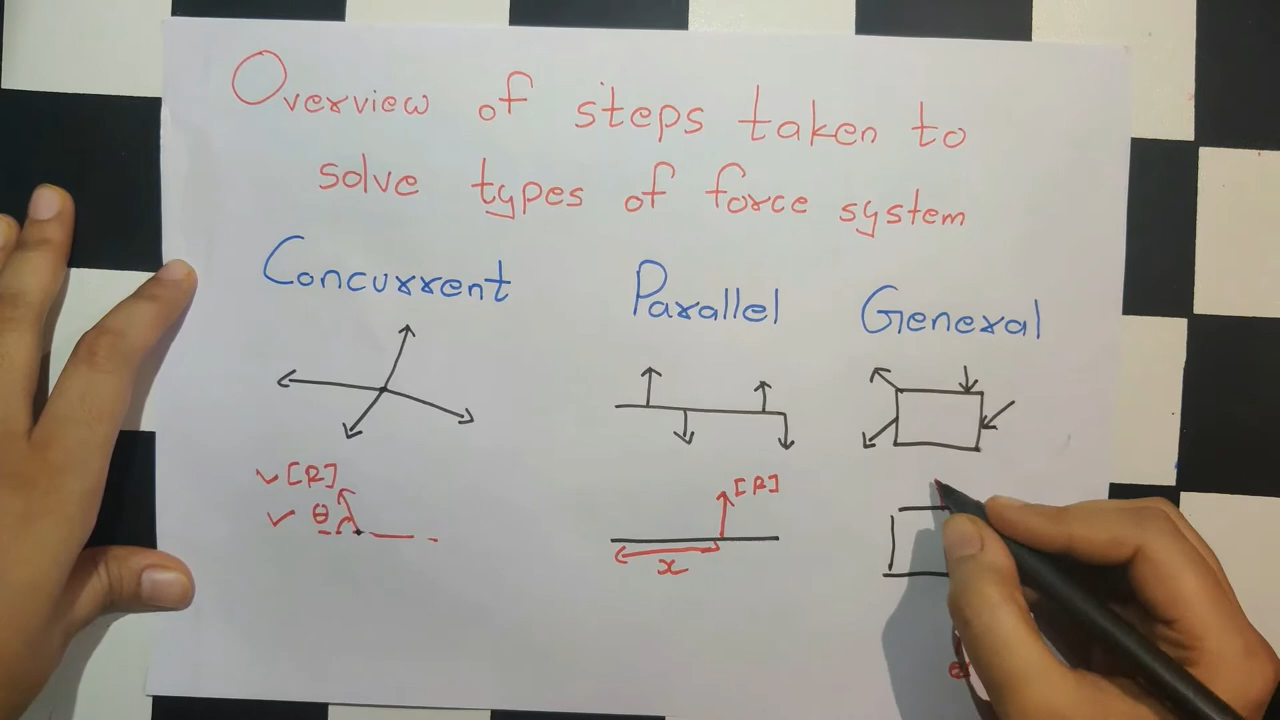 Overview of steps taken to
solve types of force system
Concurrent Parallel General
[R]
θ
[R]
x